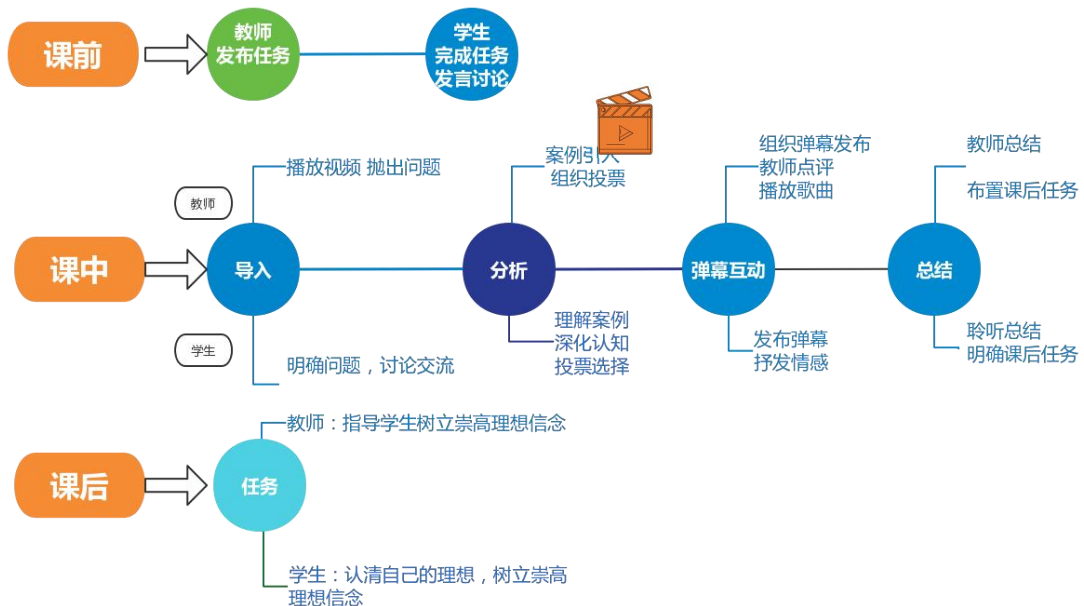 课前
教师
发布任务
学生
完成任务
发言讨论
播放视频 抛出问题
案例引入
组织投票
组织弹幕发布
教师点评
播放歌曲
教师总结
布置课后任务
教师
课中
导入
分析
弹幕互动
总结
学生
明确问题，讨论交流
理解案例
深化认知
投票选择
发布弹幕
抒发情感
聆听总结
明确课后任务
教师：指导学生树立崇高理想信念
课后
任务
学生：认清自己的理想，树立崇高
理想信念